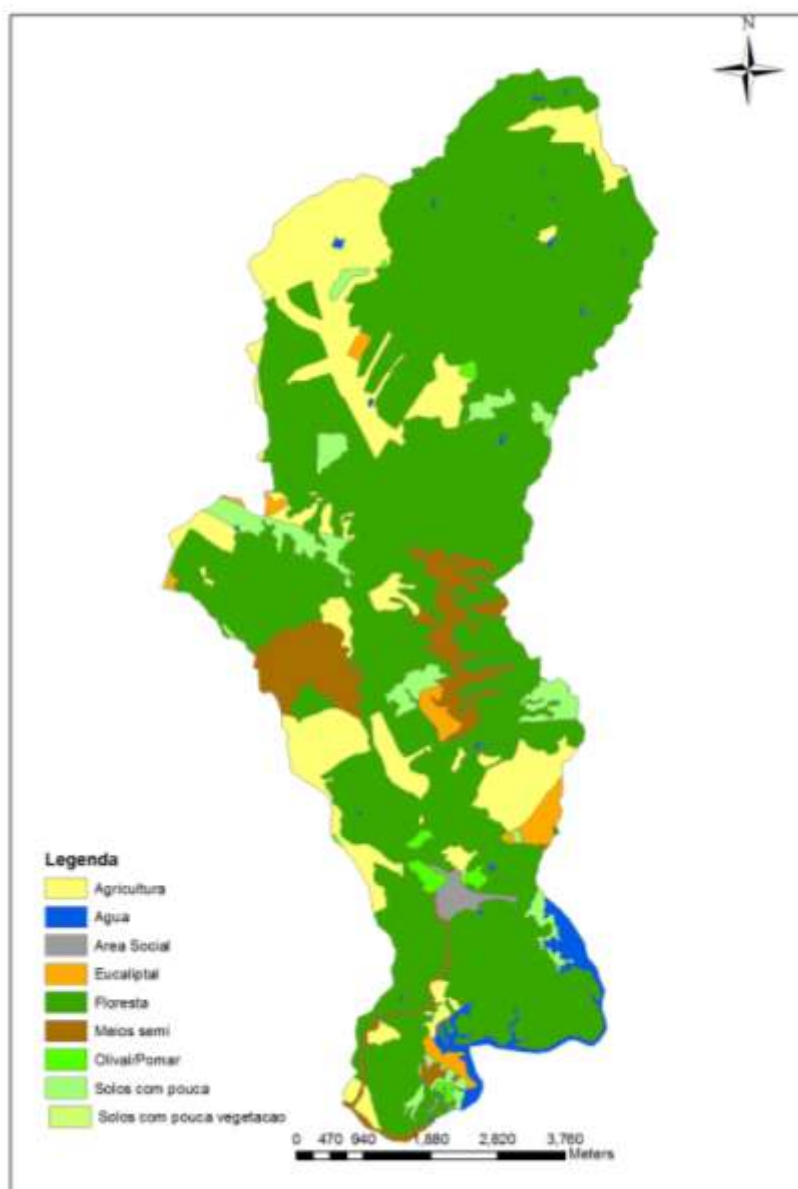 N
Legenda
Agricultura
Agua
Area Social
Eucaliptal
Floresta
Meios semi
Olival/Pomar
Solos com pouca
Solos com pouca vegetacao
0 470 940 1,880 2,820 3,760
Meters